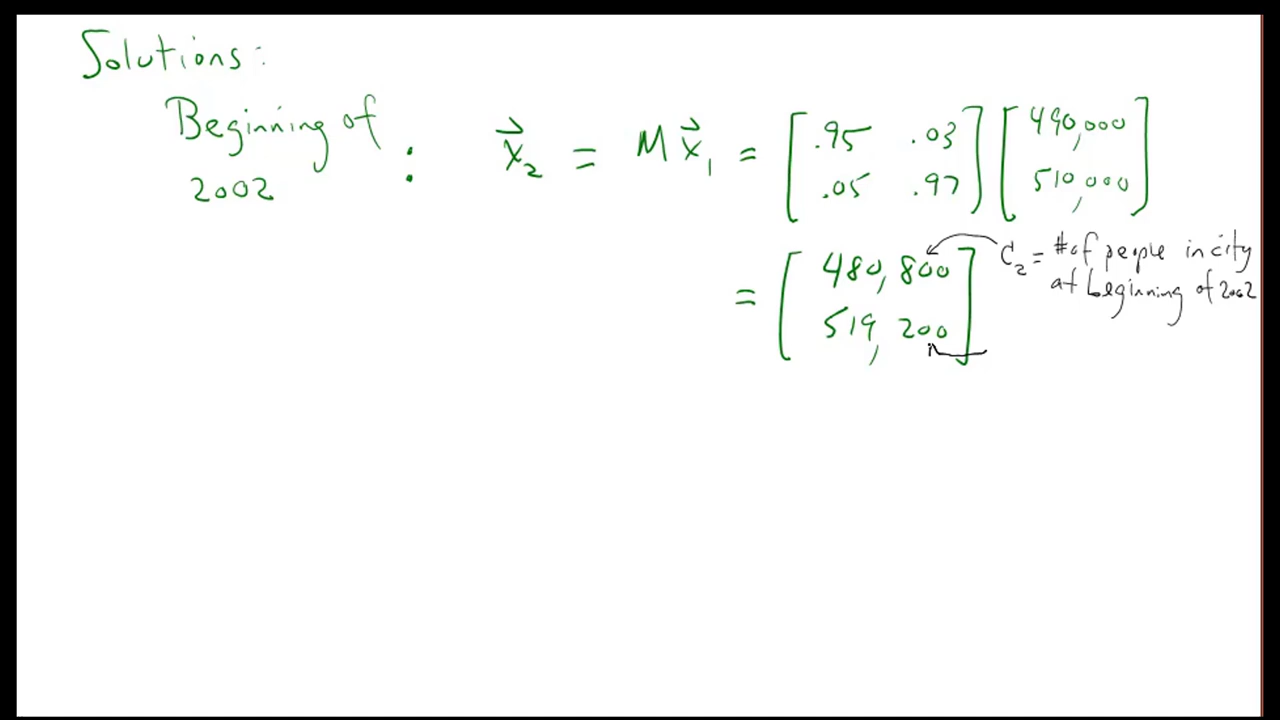 Solutions:
Beginning of
2002 : x⃗₂ = M x⃗₁ = [ .95 .03 ; .05 .97 ] [ 490,000 ; 510,000 ]
= [ 480,800 ; 519,200 ]
C₂ = # of people in city
at beginning of 2002